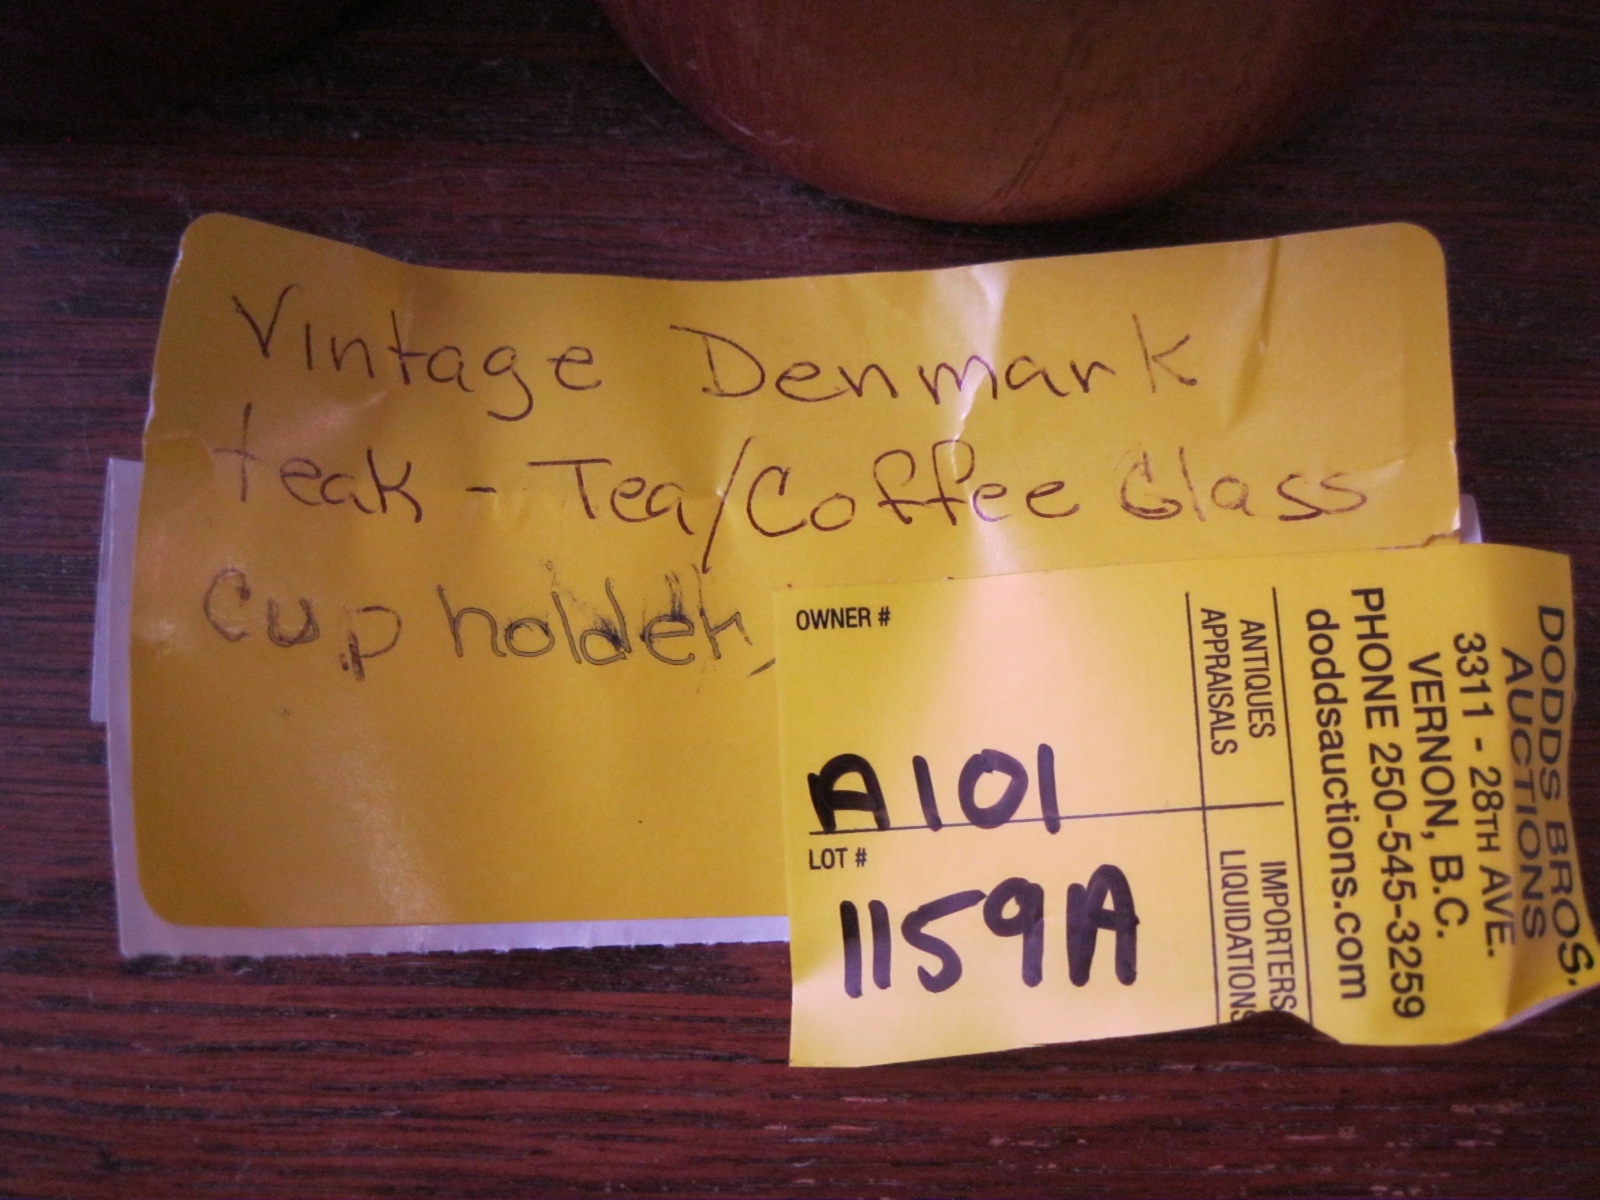 Vintage Denmark
teak - Tea/Coffee Glass
Cup holder,
OWNER #
A101
LOT #
1159A
ANTIQUES
APPRAISALS
IMPORTERS
LIQUIDATIONS
DODDS BROS.
AUCTIONS
3311 - 28TH AVE.
VERNON, B.C.
PHONE 250-545-3259
doddsauctions.com